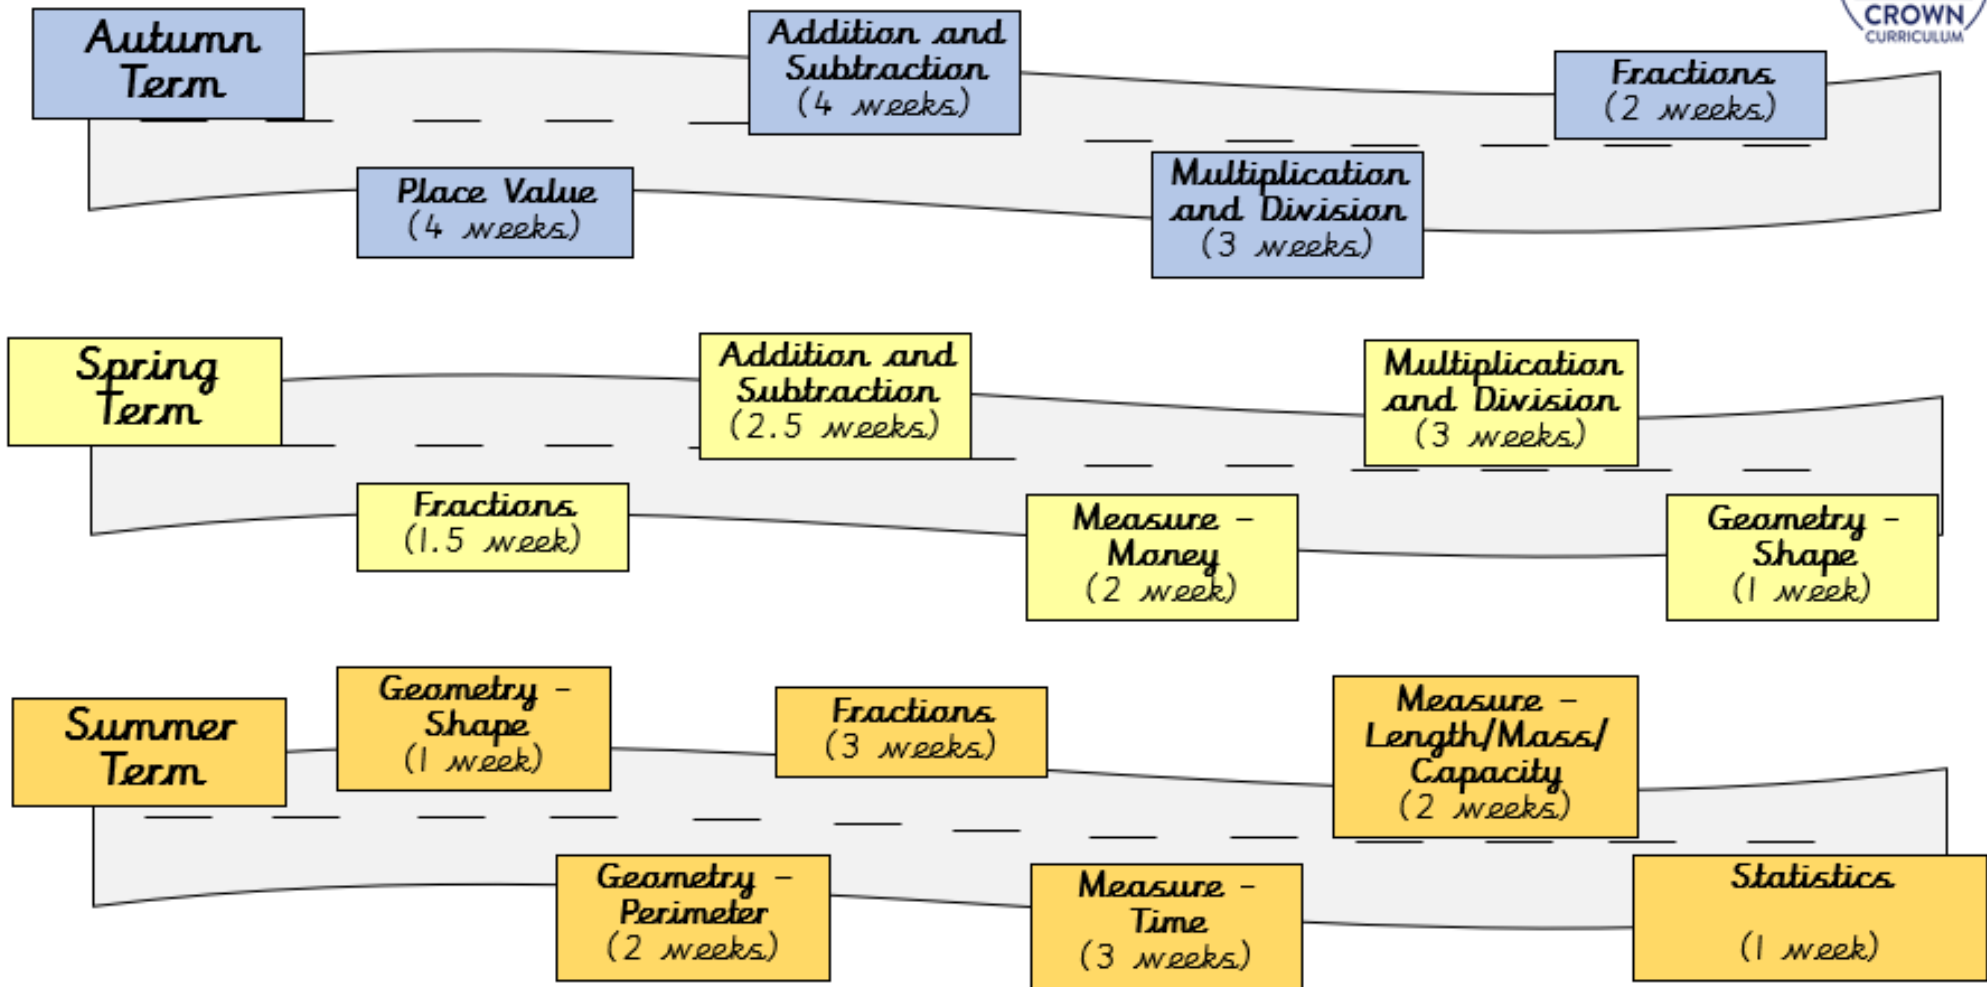 CROWN
CURRICULUM
Autumn
Term
Place Value
(4 weeks)
Addition and
Subtraction
(4 weeks)
Multiplication
and Division
(3 weeks)
Fractions
(2 weeks)
Spring
Term
Fractions
(1.5 week)
Addition and
Subtraction
(2.5 weeks)
Measure -
Money
(2 week)
Multiplication
and Division
(3 weeks)
Geometry -
Shape
(1 week)
Summer
Term
Geometry -
Shape
(1 week)
Geometry -
Perimeter
(2 weeks)
Fractions
(3 weeks)
Measure -
Time
(3 weeks)
Measure -
Length/Mass/
Capacity
(2 weeks)
Statistics
(1 week)